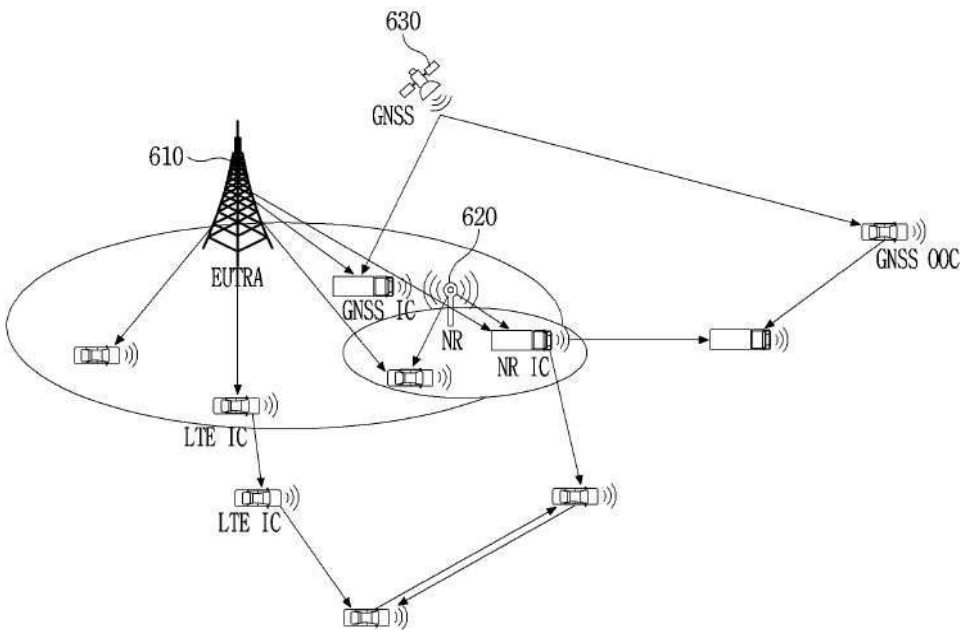 630
GNSS
610
620
EUTRA
GNSS OOC
GNSS IC
NR
NR IC
LTE IC
LTE IC